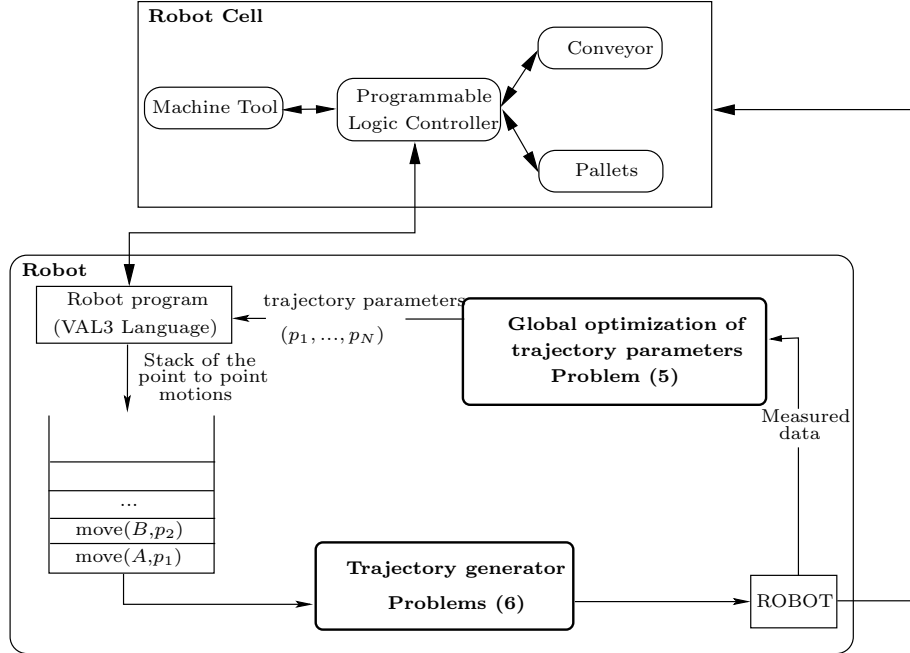 Robot Cell
Conveyor
Machine Tool
Programmable
Logic Controller
Pallets
Robot
Robot program
(VAL3 Language)
trajectory parameters
(p₁, ..., p_N)
Global optimization of
trajectory parameters
Problem (5)
Stack of the
point to point
motions
Measured
data
...
move(B,p₂)
move(A,p₁)
Trajectory generator
Problems (6)
ROBOT